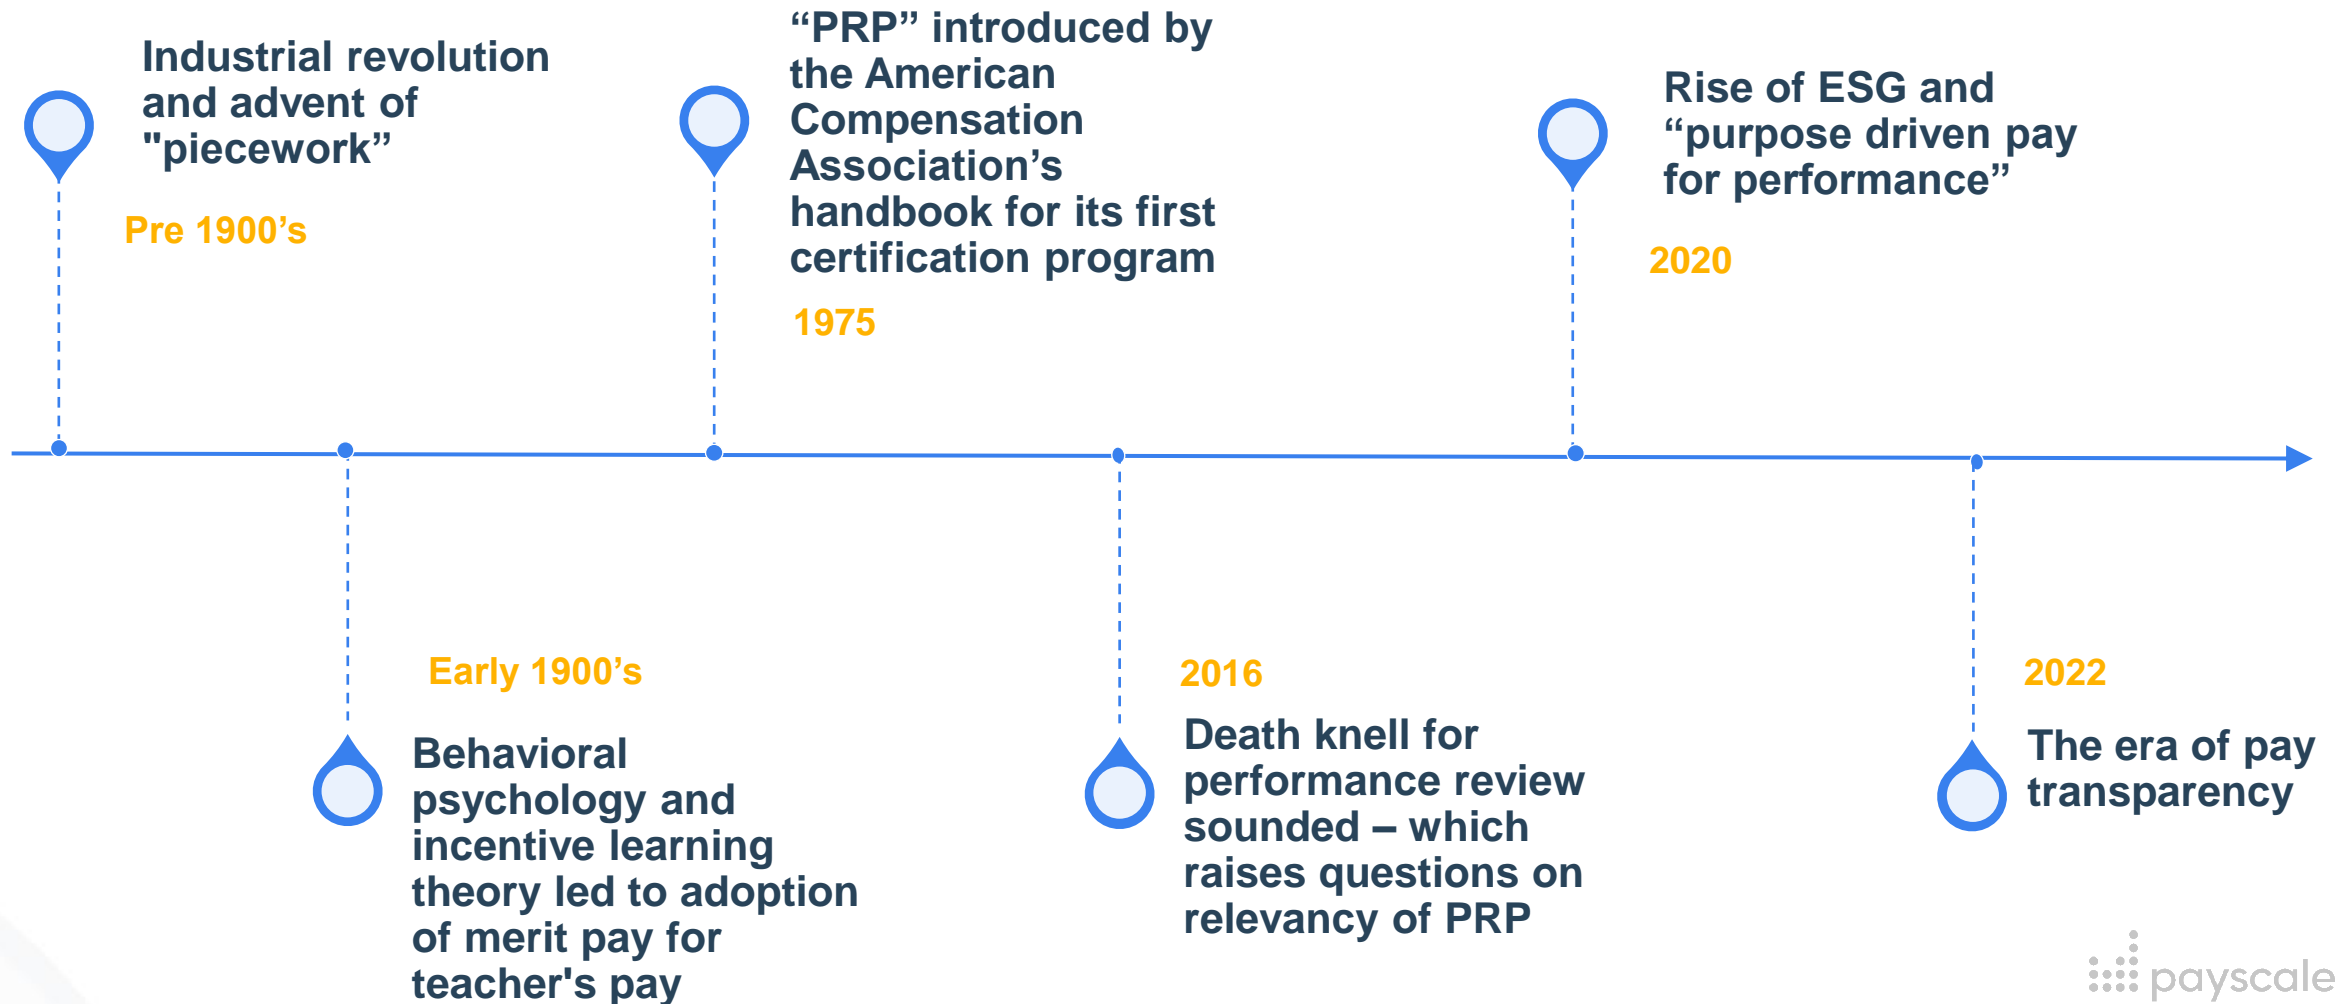 Industrial revolution
and advent of
"piecework”
Pre 1900’s
“PRP” introduced by
the American
Compensation
Association’s
handbook for its first
certification program
1975
Rise of ESG and
“purpose driven pay
for performance”
2020
Early 1900’s
Behavioral
psychology and
incentive learning
theory led to adoption
of merit pay for
teacher's pay
2016
Death knell for
performance review
sounded – which
raises questions on
relevancy of PRP
2022
The era of pay
transparency
payscale